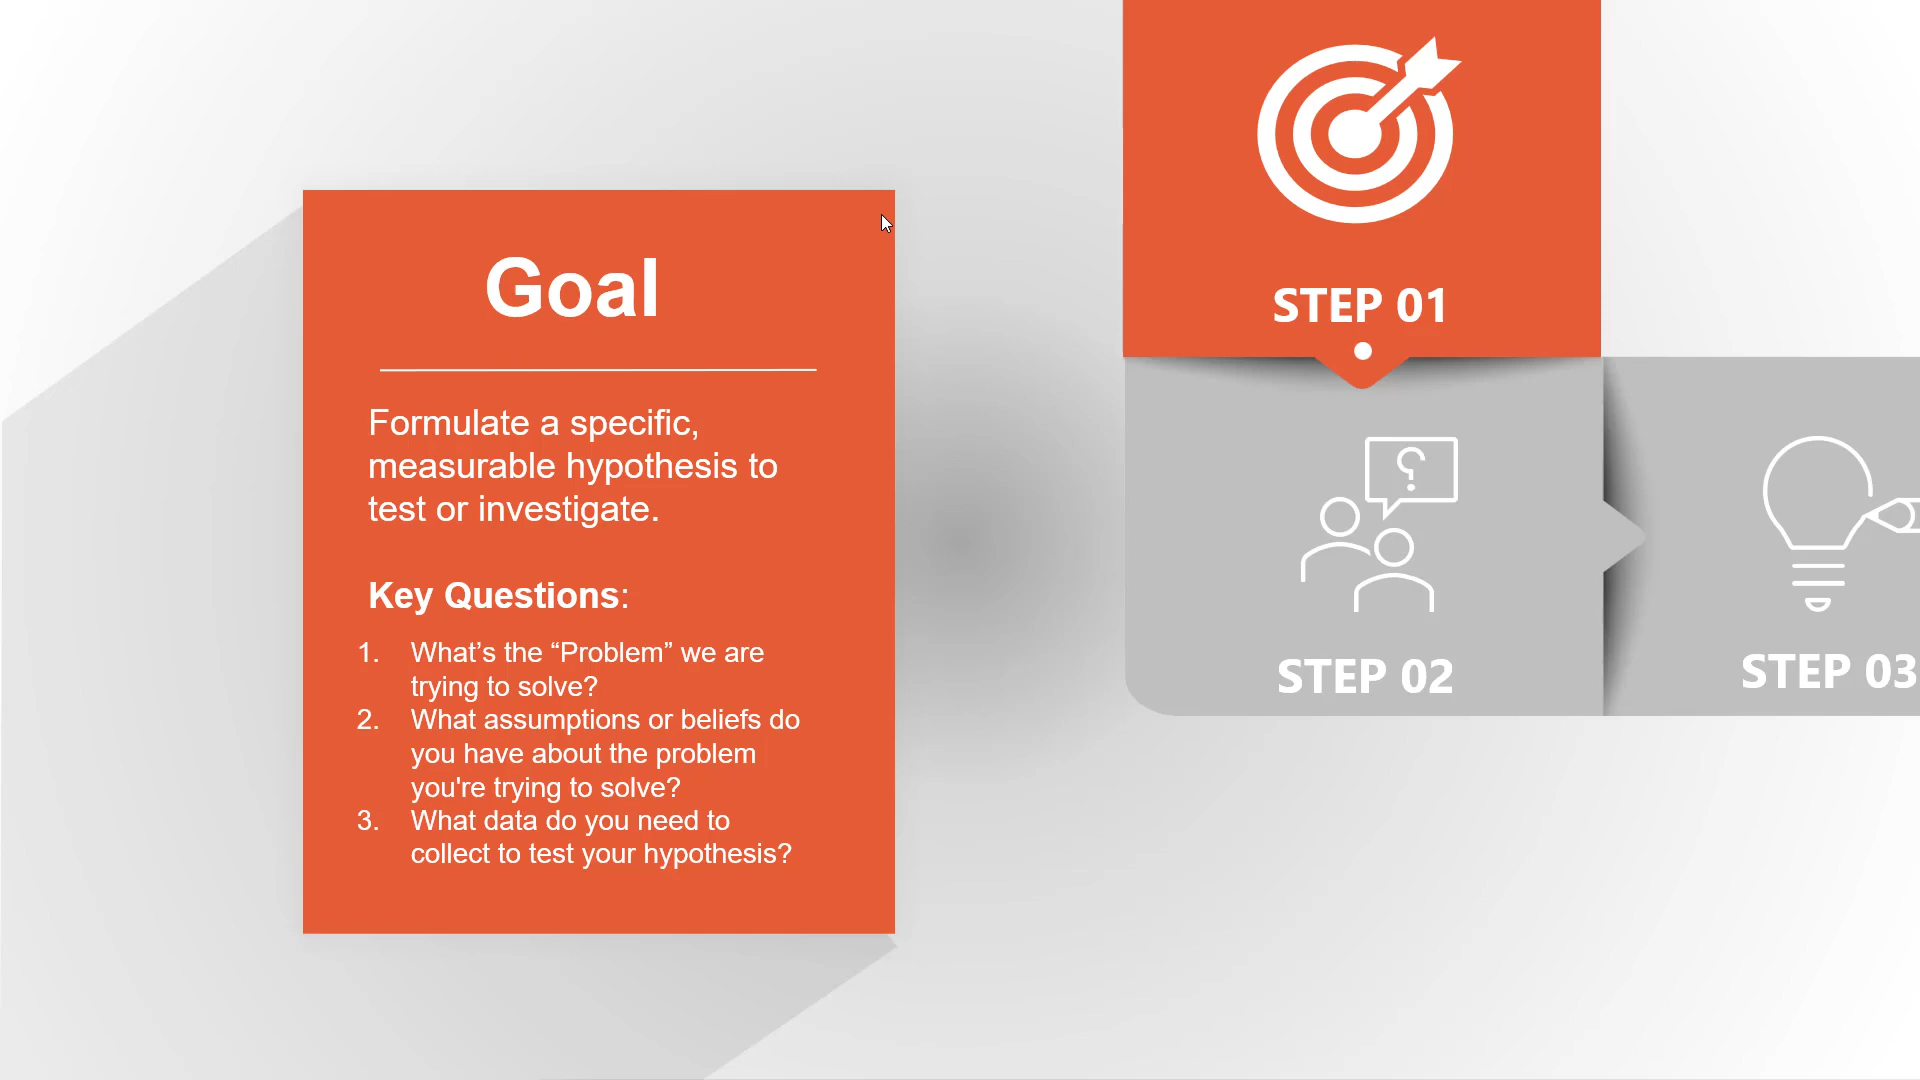 Goal
Formulate a specific,
measurable hypothesis to
test or investigate.
Key Questions:
1. What’s the “Problem” we are
trying to solve?
2. What assumptions or beliefs do
you have about the problem
you're trying to solve?
3. What data do you need to
collect to test your hypothesis?
STEP 01
?
STEP 02
STEP 03